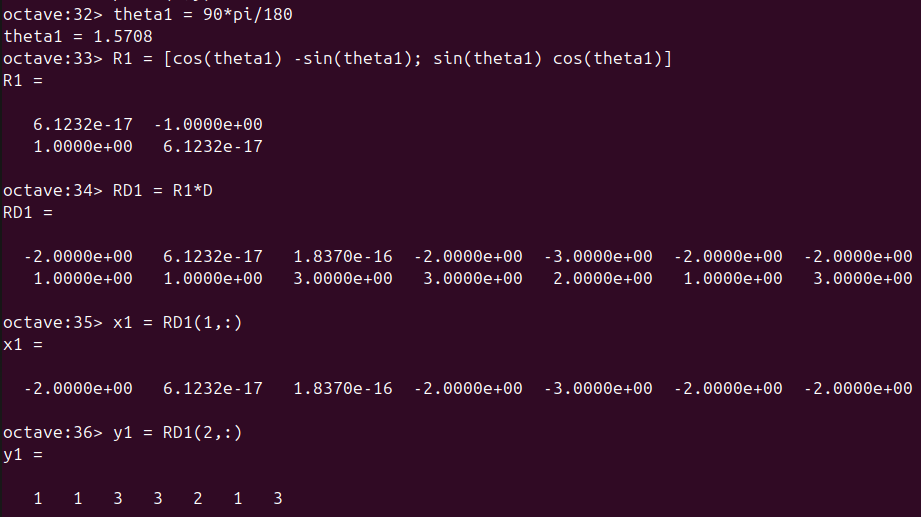 octave:32> theta1 = 90*pi/180
theta1 = 1.5708
octave:33> R1 = [cos(theta1) -sin(theta1); sin(theta1) cos(theta1)]
R1 =
6.1232e-17 -1.0000e+00
1.0000e+00 6.1232e-17
octave:34> RD1 = R1*D
RD1 =
-2.0000e+00 6.1232e-17 1.8370e-16 -2.0000e+00 -3.0000e+00 -2.0000e+00 -2.0000e+00
1.0000e+00 1.0000e+00 3.0000e+00 3.0000e+00 2.0000e+00 1.0000e+00 3.0000e+00
octave:35> x1 = RD1(1,:)
x1 =
-2.0000e+00 6.1232e-17 1.8370e-16 -2.0000e+00 -3.0000e+00 -2.0000e+00 -2.0000e+00
octave:36> y1 = RD1(2,:)
y1 =
1 1 3 3 2 1 3